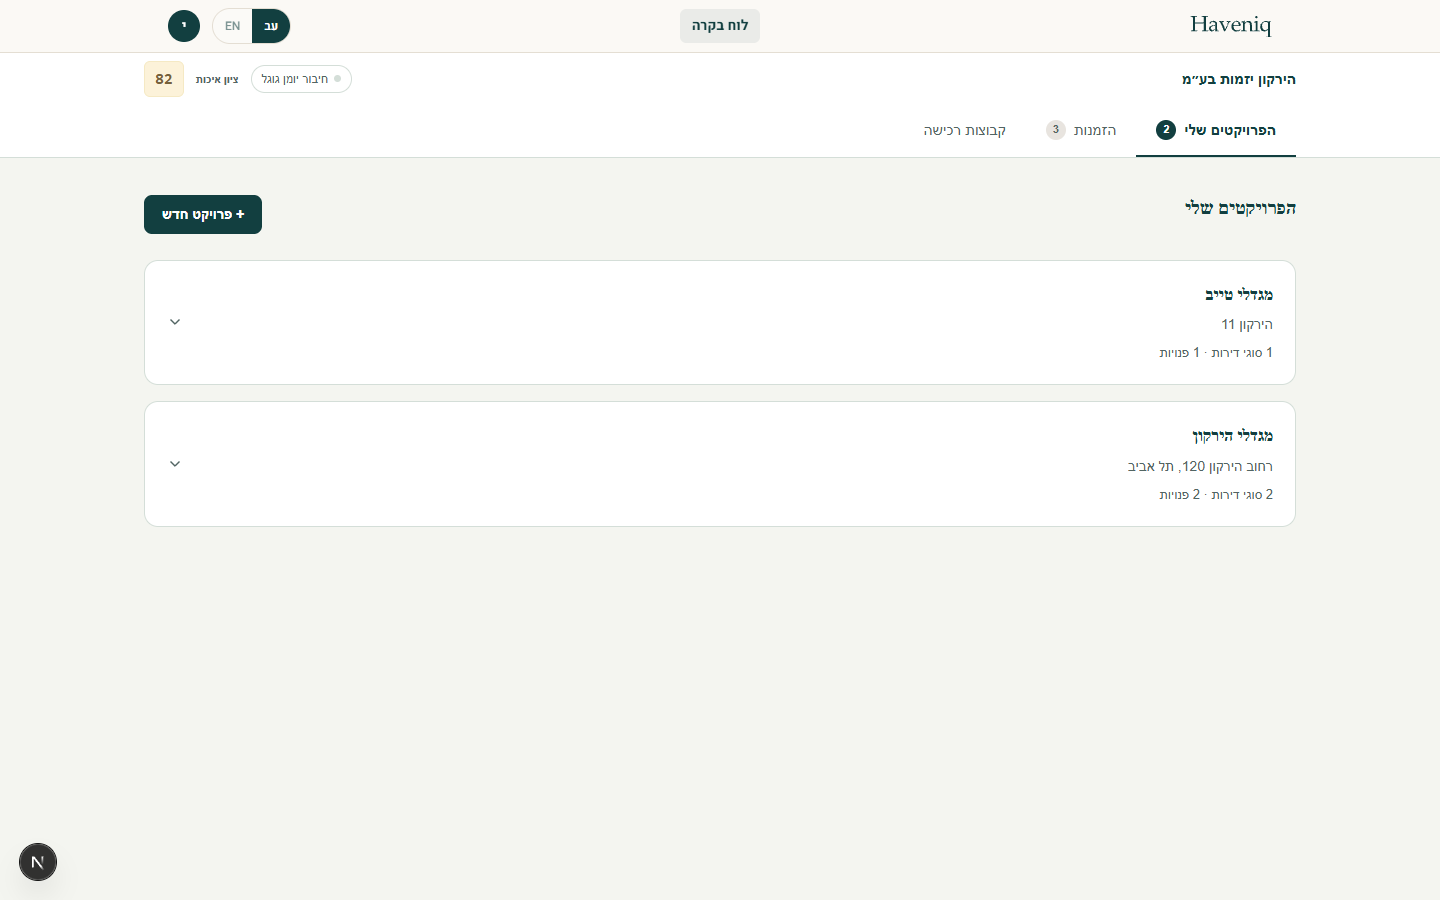 Haveniq
לוח בקרה
עב
EN
י
הירקון יזמות בע״מ
חיבור יומן גוגל
ציון איכות
82
הפרויקטים שלי 2
הזמנות 3
קבוצות רכישה
הפרויקטים שלי
+ פרויקט חדש
מגדלי טייב
הירקון 11
1 סוגי דירות · 1 פנויות
מגדלי הירקון
רחוב הירקון 120, תל אביב
2 סוגי דירות · 2 פנויות
N